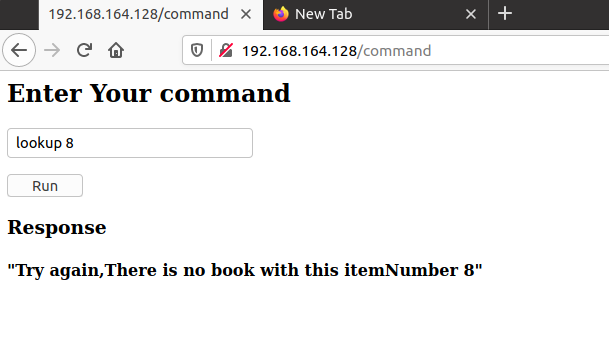 192.168.164.128/command
New Tab
192.168.164.128/command
Enter Your command
lookup 8
Run
Response
"Try again,There is no book with this itemNumber 8"